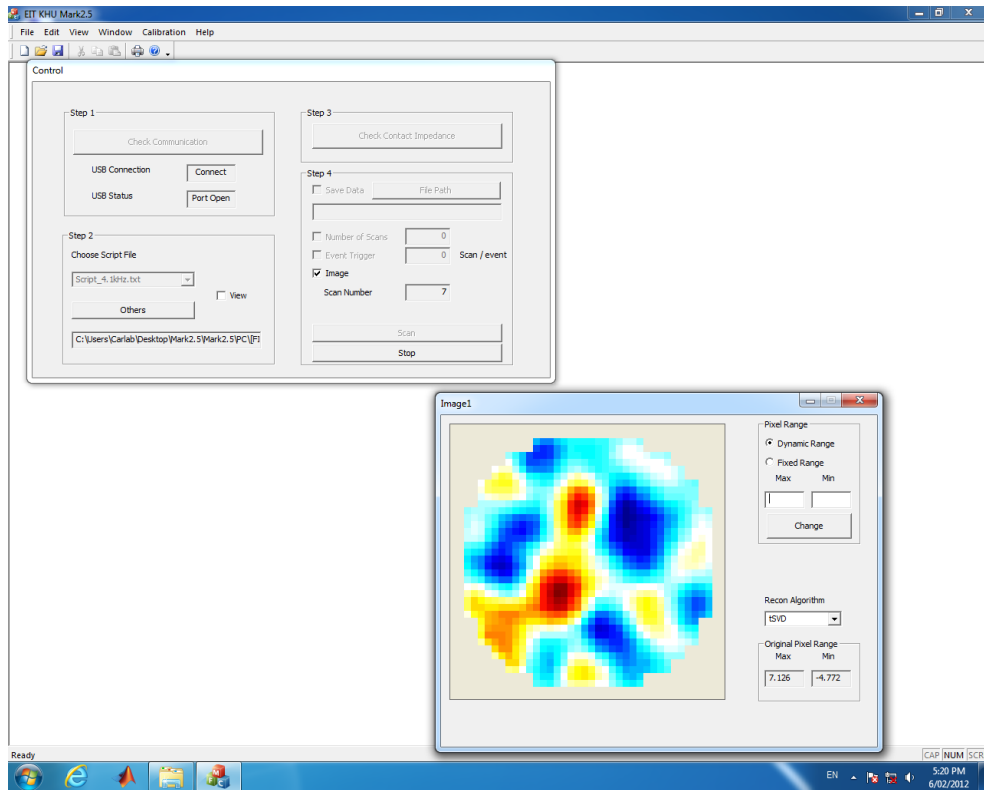 EIT KHU Mark2.5
File Edit View Window Calibration Help
Control
Step 1
Check Communication
USB Connection Connect
USB Status Port Open
Step 2
Choose Script File
Script_4.1kHz.txt
View
Others
C:\Users\Carlab\Desktop\Mark2.5\Mark2.5\PC\[FI
Step 3
Check Contact Impedance
Step 4
Save Data File Path
Number of Scans 0
Event Trigger 0 Scan / event
Image
Scan Number 7
Scan
Stop
Image1
Pixel Range
Dynamic Range
Fixed Range
Max Min
Change
Recon Algorithm
tSVD
Original Pixel Range
Max Min
7.126 -4.772
Ready
CAP NUM SCR
EN
5:20 PM
6/02/2012